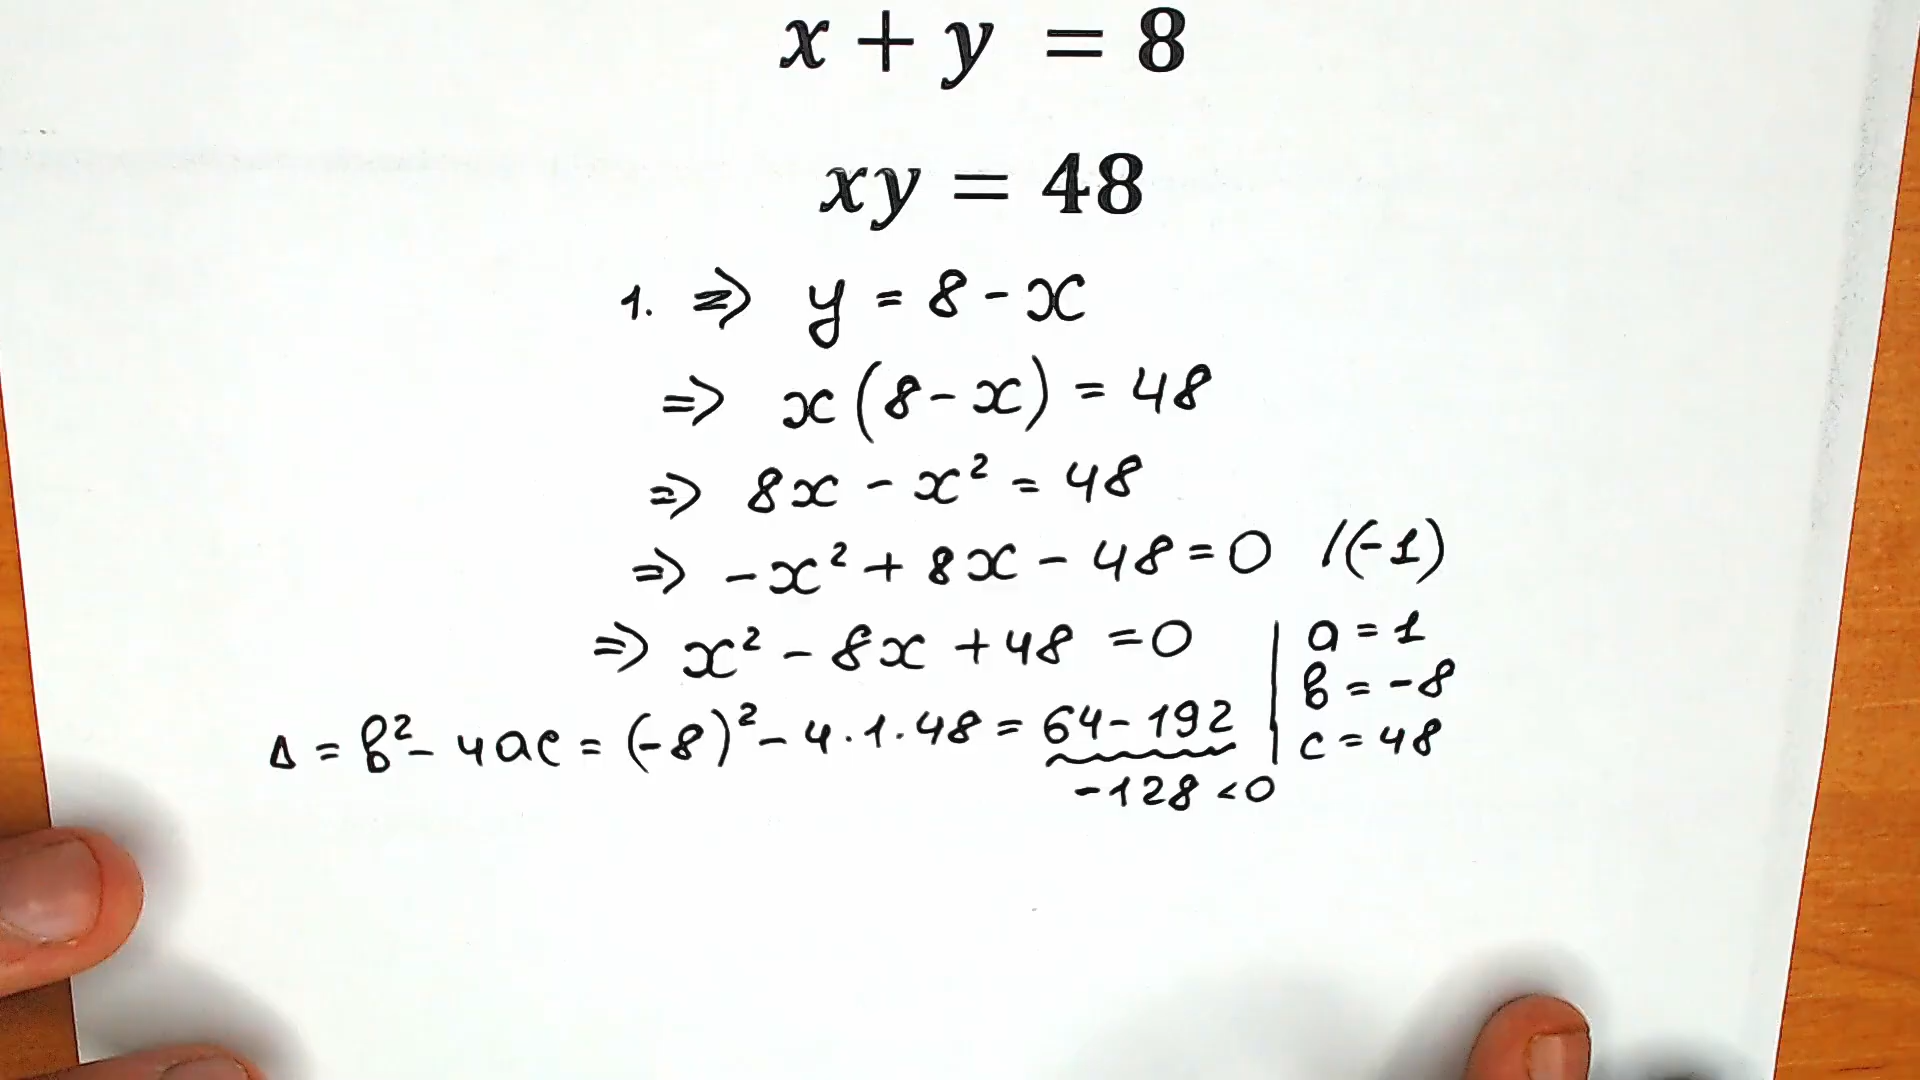 x + y = 8
xy = 48
1. => y = 8 - x
=> x(8 - x) = 48
=> 8x - x² = 48
=> -x² + 8x - 48 = 0 /(-1)
=> x² - 8x + 48 = 0
a = 1
b = -8
c = 48
Δ = b² - 4ac = (-8)² - 4·1·48 = 64 - 192
-128 < 0